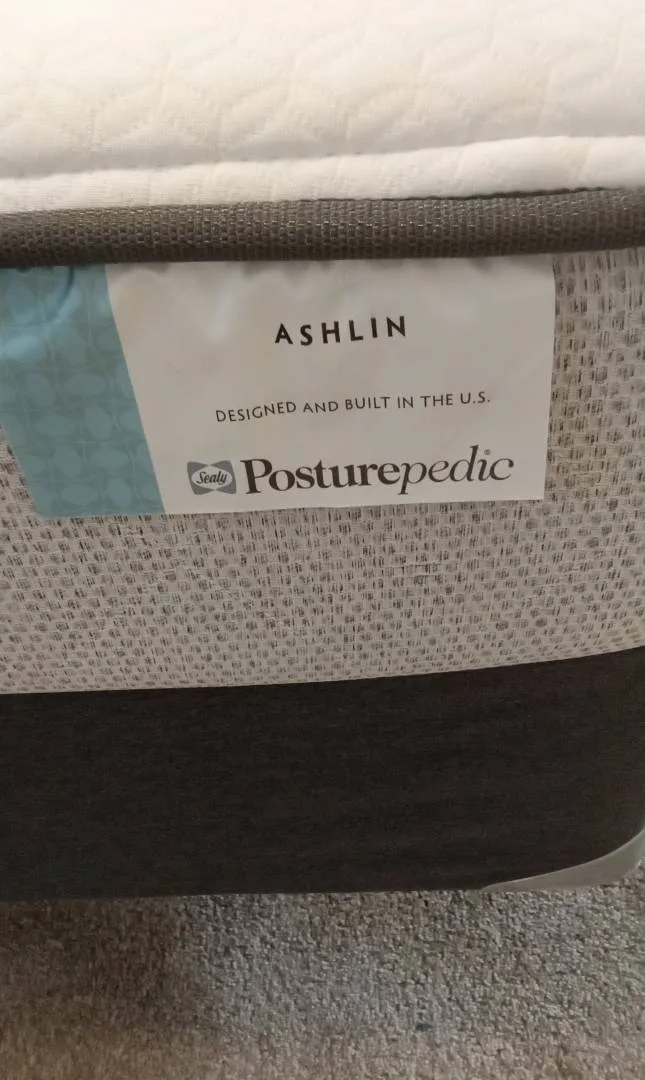 ASHLIN
DESIGNED AND BUILT IN THE U.S.
Sealy Posturepedic®